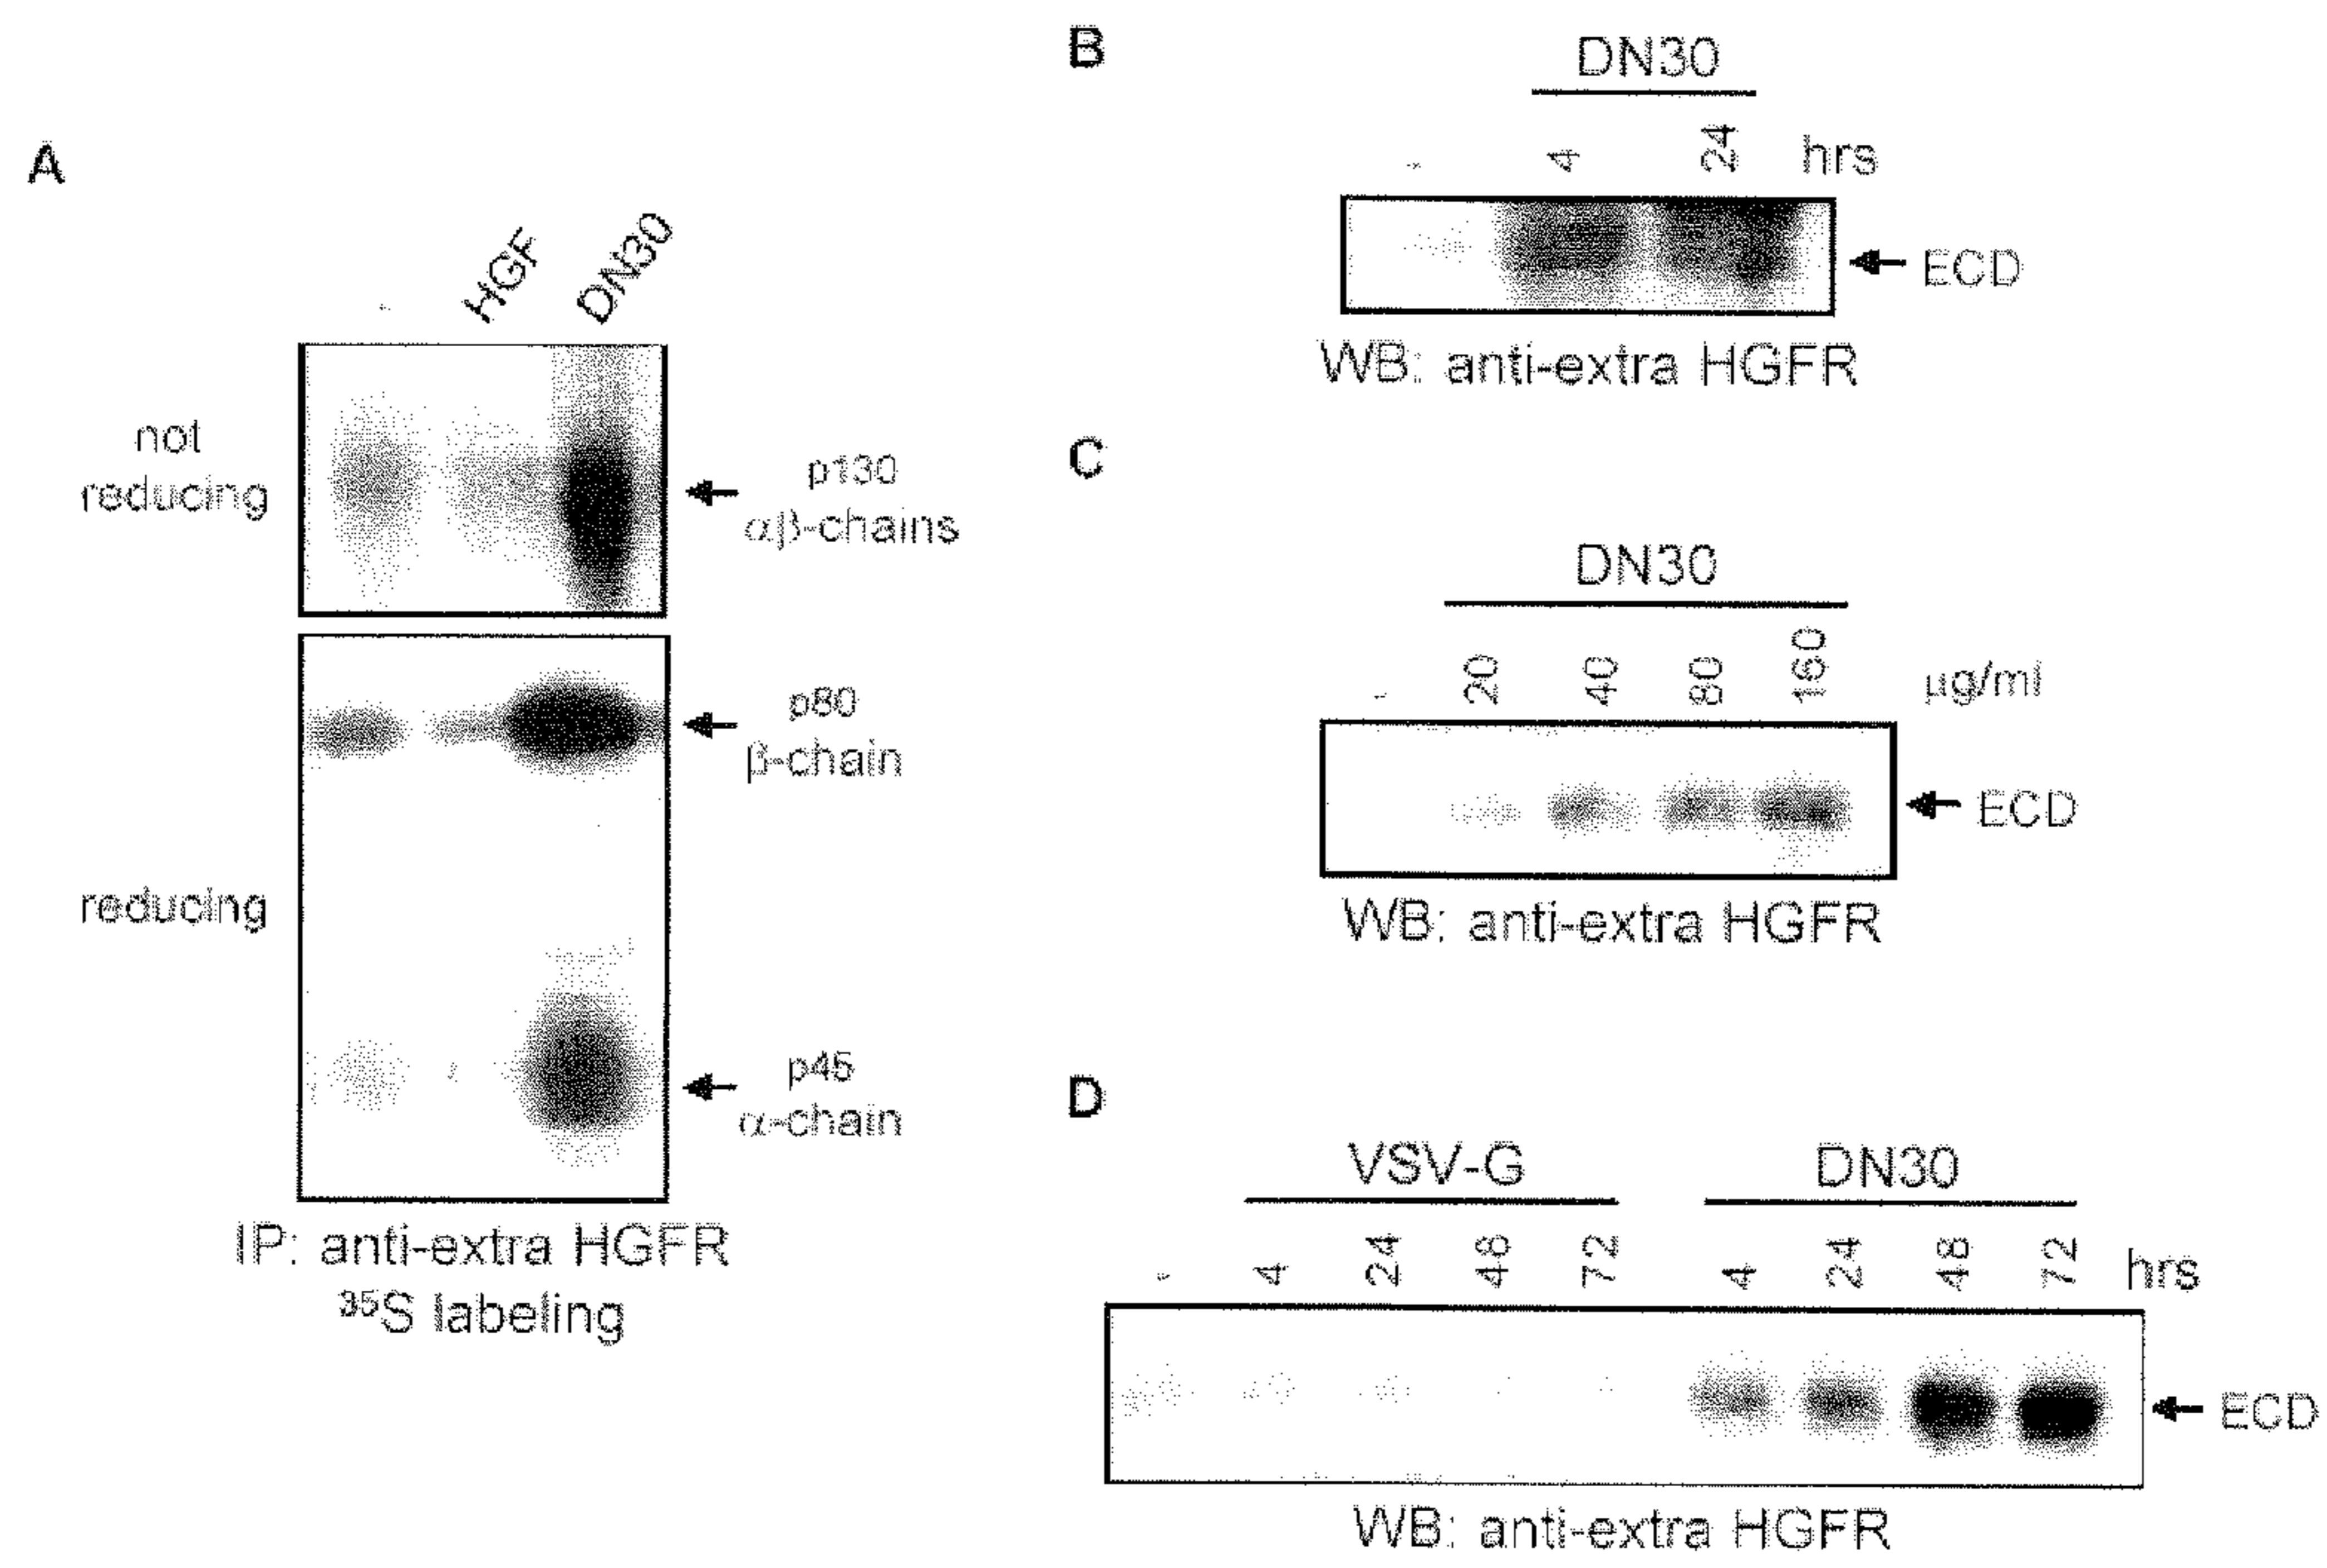 A
-
HGF
DN30
not
reducing
p130
αβ-chains
p80
β-chain
reducing
p45
α-chain
IP: anti-extra HGFR
³⁵S labeling
B
DN30
- 4 24 hrs
ECD
WB: anti-extra HGFR
C
DN30
- 20 40 80 160 µg/ml
ECD
WB: anti-extra HGFR
D
VSV-G DN30
- 4 24 48 72 4 24 48 72 hrs
ECD
WB: anti-extra HGFR